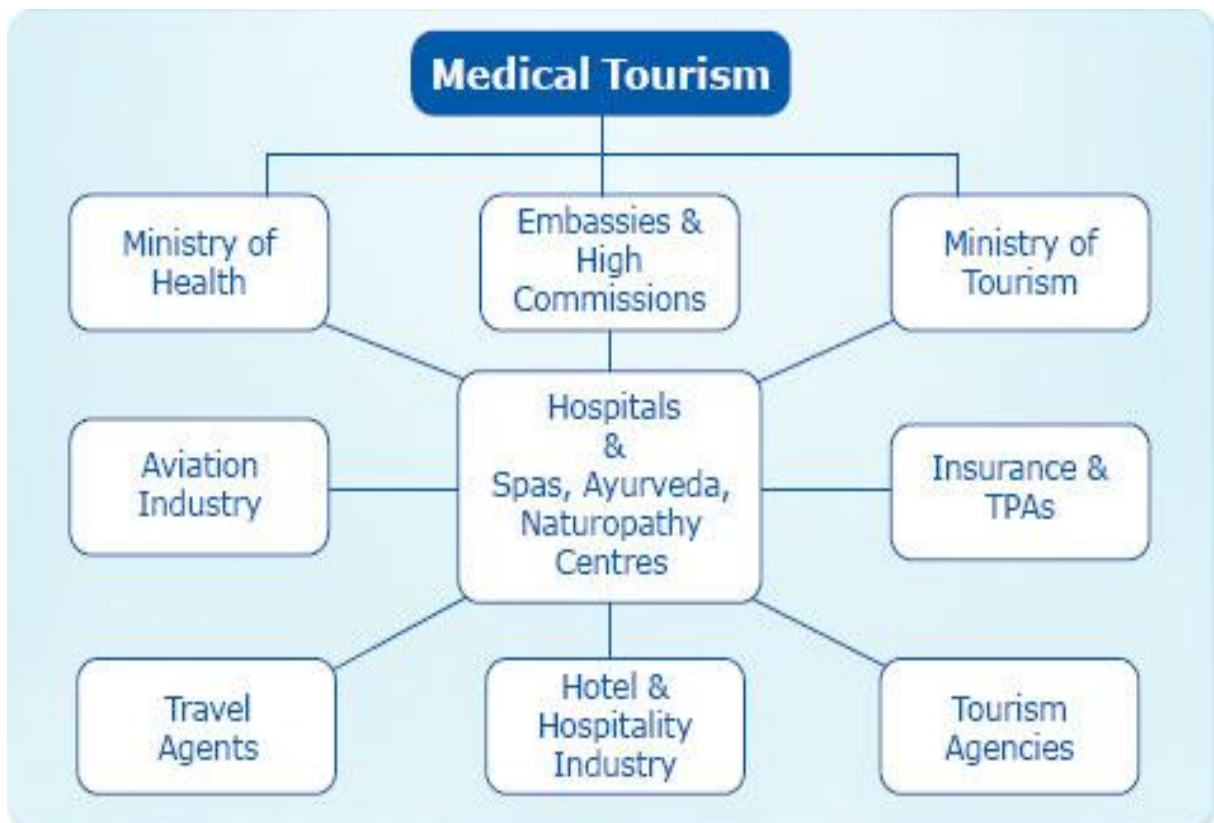 Medical Tourism
Ministry of
Health
Embassies &
High
Commissions
Ministry of
Tourism
Aviation
Industry
Hospitals
&
Spas, Ayurveda,
Naturopathy
Centres
Insurance &
TPAs
Travel
Agents
Hotel &
Hospitality
Industry
Tourism
Agencies